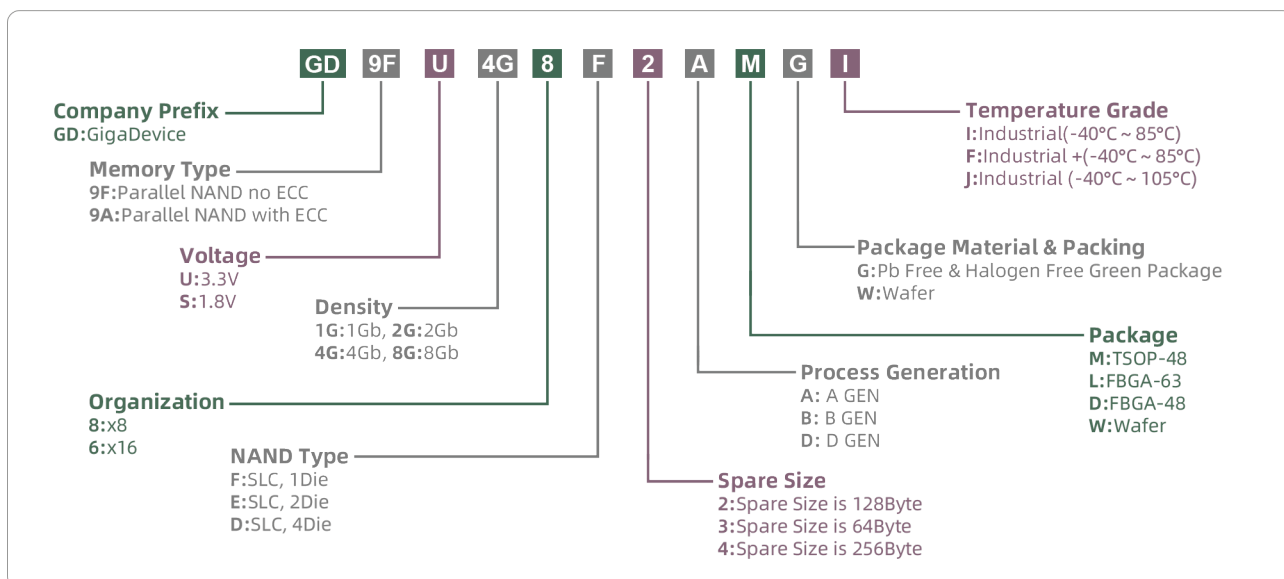 GD 9F U 4G 8 F 2 A M G I
Company Prefix
GD:GigaDevice
Memory Type
9F:Parallel NAND no ECC
9A:Parallel NAND with ECC
Voltage
U:3.3V
S:1.8V
Density
1G:1Gb, 2G:2Gb
4G:4Gb, 8G:8Gb
Organization
8:x8
6:x16
NAND Type
F:SLC, 1Die
E:SLC, 2Die
D:SLC, 4Die
Temperature Grade
I:Industrial(-40°C ~ 85°C)
F:Industrial +(-40°C ~ 85°C)
J:Industrial (-40°C ~ 105°C)
Package Material & Packing
G:Pb Free & Halogen Free Green Package
W:Wafer
Package
M:TSOP-48
L:FBGA-63
D:FBGA-48
W:Wafer
Process Generation
A: A GEN
B: B GEN
D: D GEN
Spare Size
2:Spare Size is 128Byte
3:Spare Size is 64Byte
4:Spare Size is 256Byte